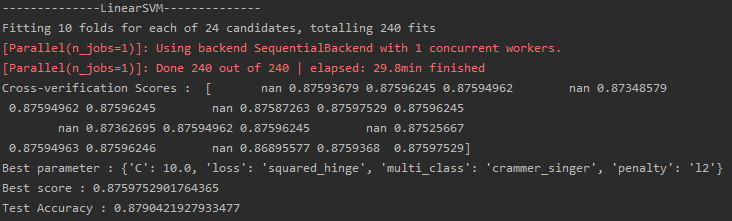 --------------LinearSVM--------------
Fitting 10 folds for each of 24 candidates, totalling 240 fits
[Parallel(n_jobs=1)]: Using backend SequentialBackend with 1 concurrent workers.
[Parallel(n_jobs=1)]: Done 240 out of 240 | elapsed: 29.8min finished
Cross-verification Scores :  [       nan 0.87593679 0.87596245 0.87594962        nan 0.87348579
 0.87594962 0.87596245        nan 0.87587263 0.87597529 0.87596245
        nan 0.87362695 0.87594962 0.87596245        nan 0.87525667
 0.87594963 0.87596246        nan 0.86895577 0.8759368  0.87597529]
Best parameter : {'C': 10.0, 'loss': 'squared_hinge', 'multi_class': 'crammer_singer', 'penalty': 'l2'}
Best score : 0.8759752901764365
Test Accuracy : 0.8790421927933477